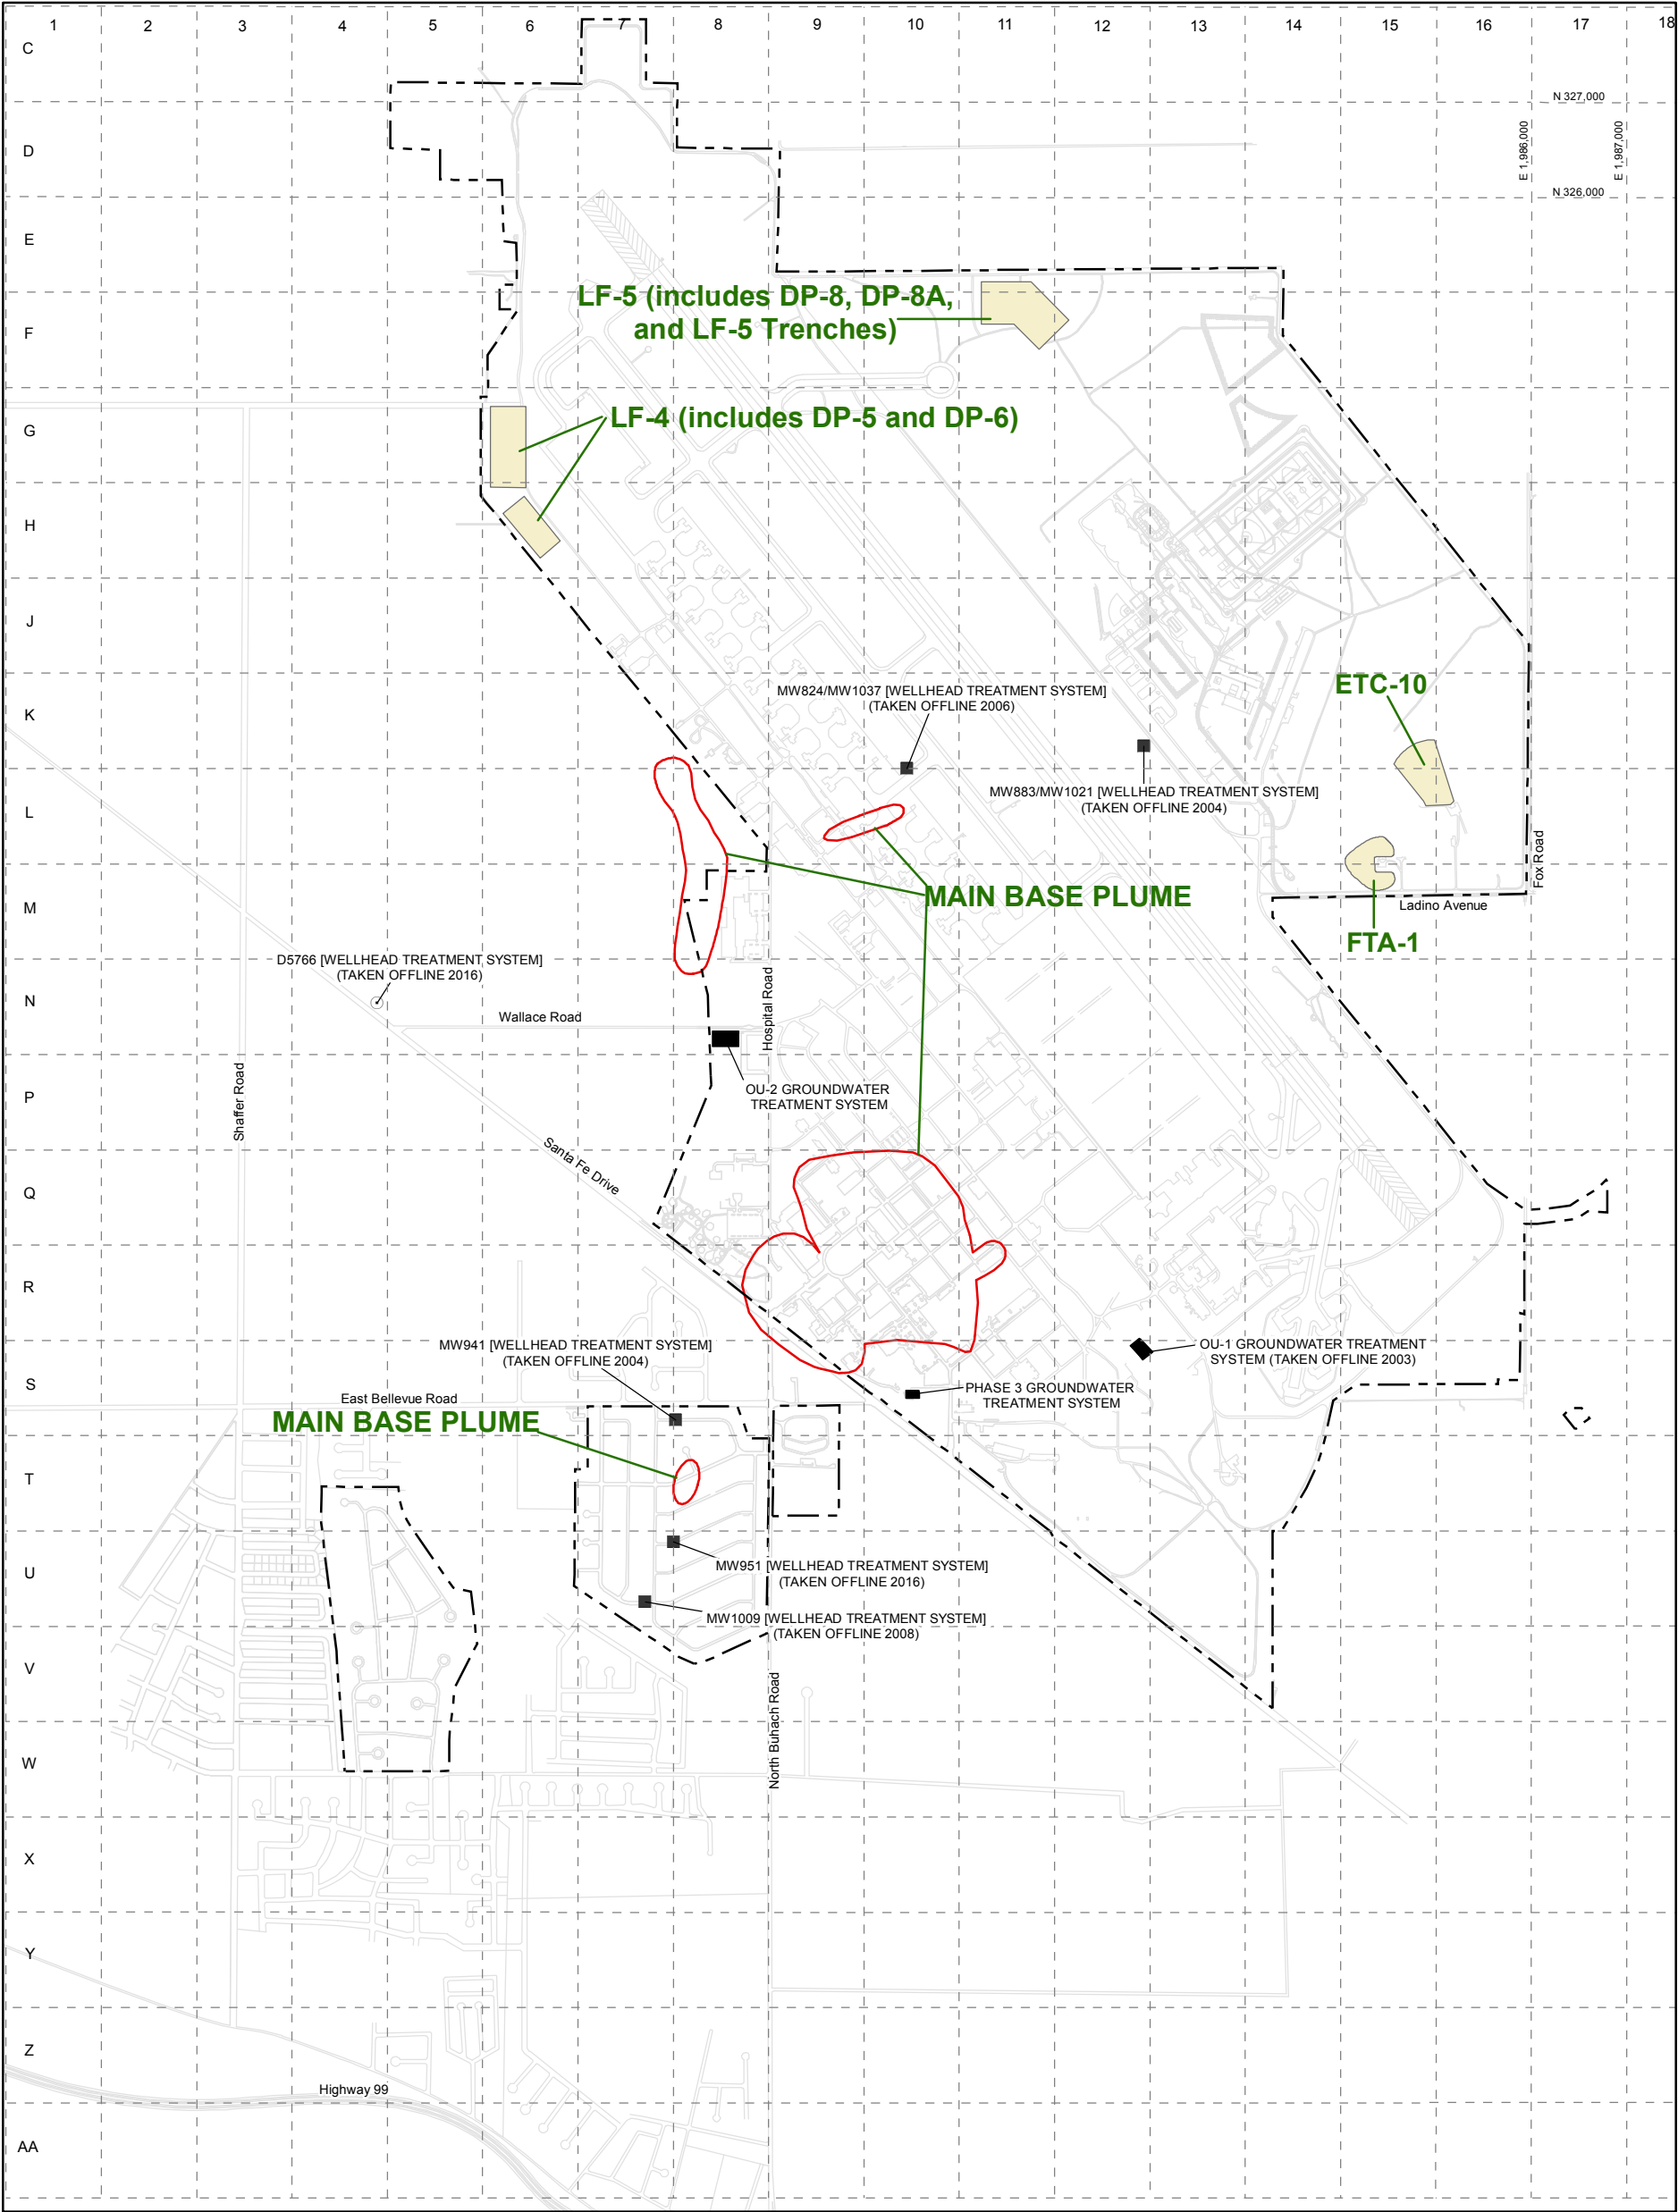 1 2 3 4 5 6 7 8 9 10 11 12 13 14 15 16 17 18
C
N 327,000
D
E 1,986,000
E 1,987,000
N 326,000
E
LF-5 (includes DP-8, DP-8A,
and LF-5 Trenches)
F
LF-4 (includes DP-5 and DP-6)
G
H
J
ETC-10
MW824/MW1037 [WELLHEAD TREATMENT SYSTEM]
(TAKEN OFFLINE 2006)
K
MW883/MW1021 [WELLHEAD TREATMENT SYSTEM]
(TAKEN OFFLINE 2004)
L
Fox Road
MAIN BASE PLUME
M
Ladino Avenue
FTA-1
D5766 [WELLHEAD TREATMENT SYSTEM]
(TAKEN OFFLINE 2016)
N
Hospital Road
Wallace Road
OU-2 GROUNDWATER
TREATMENT SYSTEM
P
Shaffer Road
Santa Fe Drive
Q
R
MW941 [WELLHEAD TREATMENT SYSTEM]
(TAKEN OFFLINE 2004)
OU-1 GROUNDWATER TREATMENT
SYSTEM (TAKEN OFFLINE 2003)
S
PHASE 3 GROUNDWATER
TREATMENT SYSTEM
East Bellevue Road
MAIN BASE PLUME
T
MW951 [WELLHEAD TREATMENT SYSTEM]
(TAKEN OFFLINE 2016)
U
MW1009 [WELLHEAD TREATMENT SYSTEM]
(TAKEN OFFLINE 2008)
V
North Buhach Road
W
X
Y
Z
Highway 99
AA